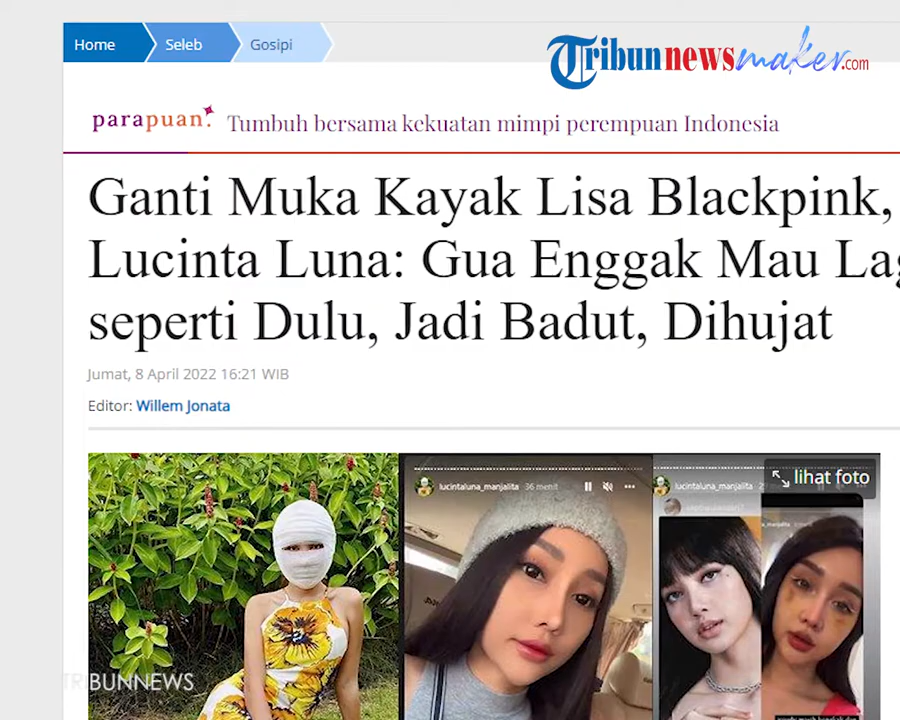 Home Seleb Gosipi
Tribunnewsmaker.com
parapuan. Tumbuh bersama kekuatan mimpi perempuan Indonesia
Ganti Muka Kayak Lisa Blackpink,
Lucinta Luna: Gua Enggak Mau Lag
seperti Dulu, Jadi Badut, Dihujat
Jumat, 8 April 2022 16:21 WIB
Editor: Willem Jonata
lihat foto
lucintaluna_manjalita 36 menit
lucintaluna_manjalita
TRIBUNNEWS